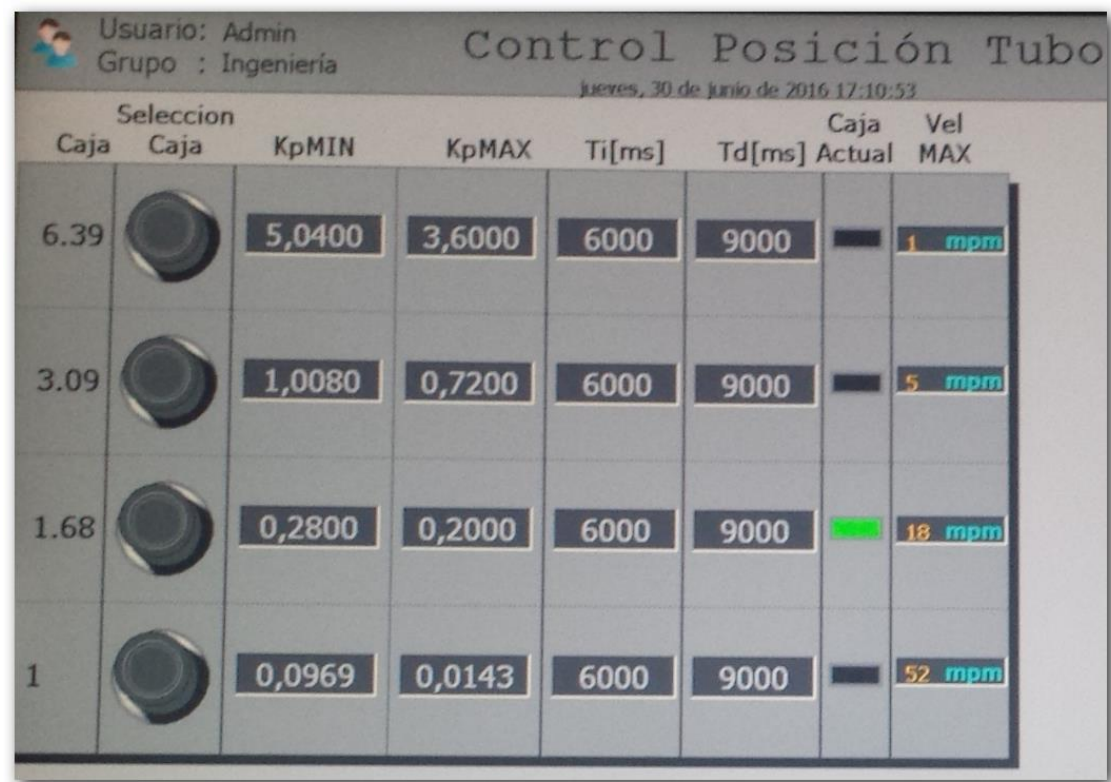 Usuario: Admin
Grupo : Ingeniería
Control Posición Tubo
jueves, 30 de junio de 2016 17:10:53
Caja Seleccion Caja KpMIN KpMAX Ti[ms] Td[ms] Caja Actual Vel MAX
6.39 5,0400 3,6000 6000 9000 1 mpm
3.09 1,0080 0,7200 6000 9000 5 mpm
1.68 0,2800 0,2000 6000 9000 18 mpm
1 0,0969 0,0143 6000 9000 52 mpm